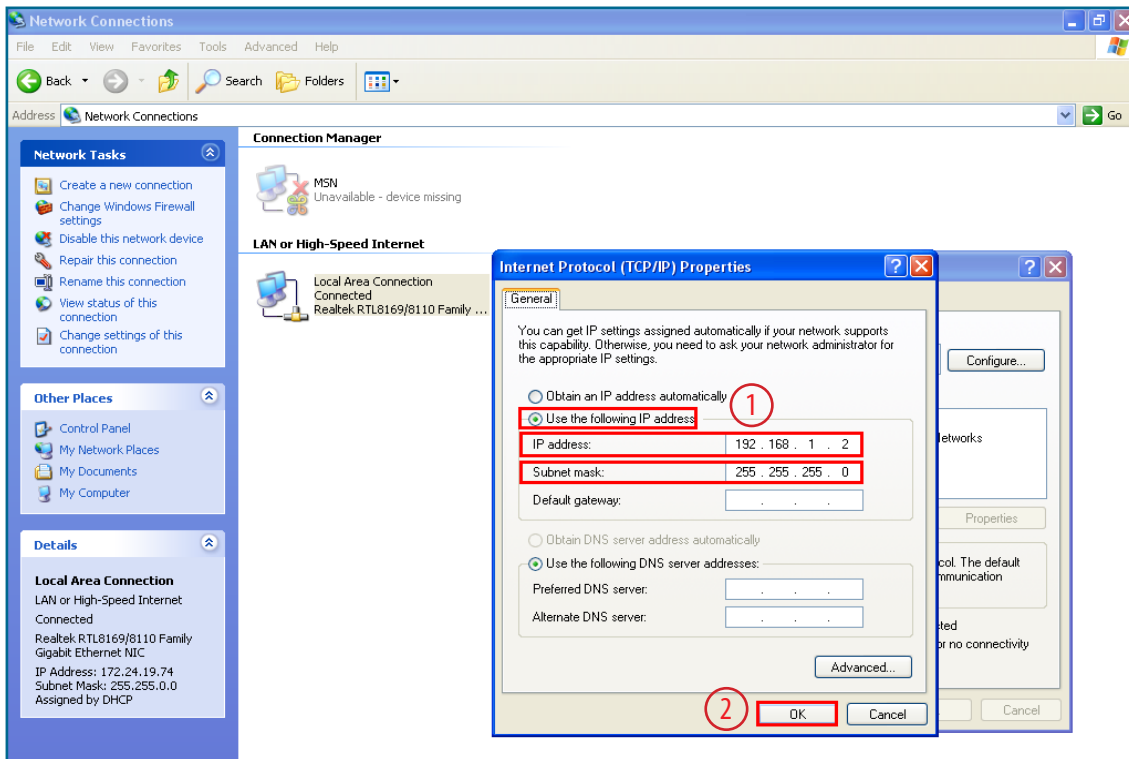 Network Connections
File Edit View Favorites Tools Advanced Help
Back Search Folders
Address Network Connections Go
Network Tasks
Create a new connection
Change Windows Firewall
settings
Disable this network device
Repair this connection
Rename this connection
View status of this
connection
Change settings of this
connection
Other Places
Control Panel
My Network Places
My Documents
My Computer
Details
Local Area Connection
LAN or High-Speed Internet
Connected
Realtek RTL8169/8110 Family
Gigabit Ethernet NIC
IP Address: 172.24.19.74
Subnet Mask: 255.255.0.0
Assigned by DHCP
Connection Manager
MSN
Unavailable - device missing
LAN or High-Speed Internet
Local Area Connection
Connected
Realtek RTL8169/8110 Family ...
Internet Protocol (TCP/IP) Properties
General
You can get IP settings assigned automatically if your network supports
this capability. Otherwise, you need to ask your network administrator for
the appropriate IP settings.
Obtain an IP address automatically
1
Use the following IP address
IP address: 192 . 168 . 1 . 2
Subnet mask: 255 . 255 . 255 . 0
Default gateway: . . .
Obtain DNS server address automatically
Use the following DNS server addresses:
Preferred DNS server: . . .
Alternate DNS server: . . .
Advanced...
2
OK Cancel
Configure...
etworks
Properties
col. The default
mmunication
cted
or no connectivity
Cancel